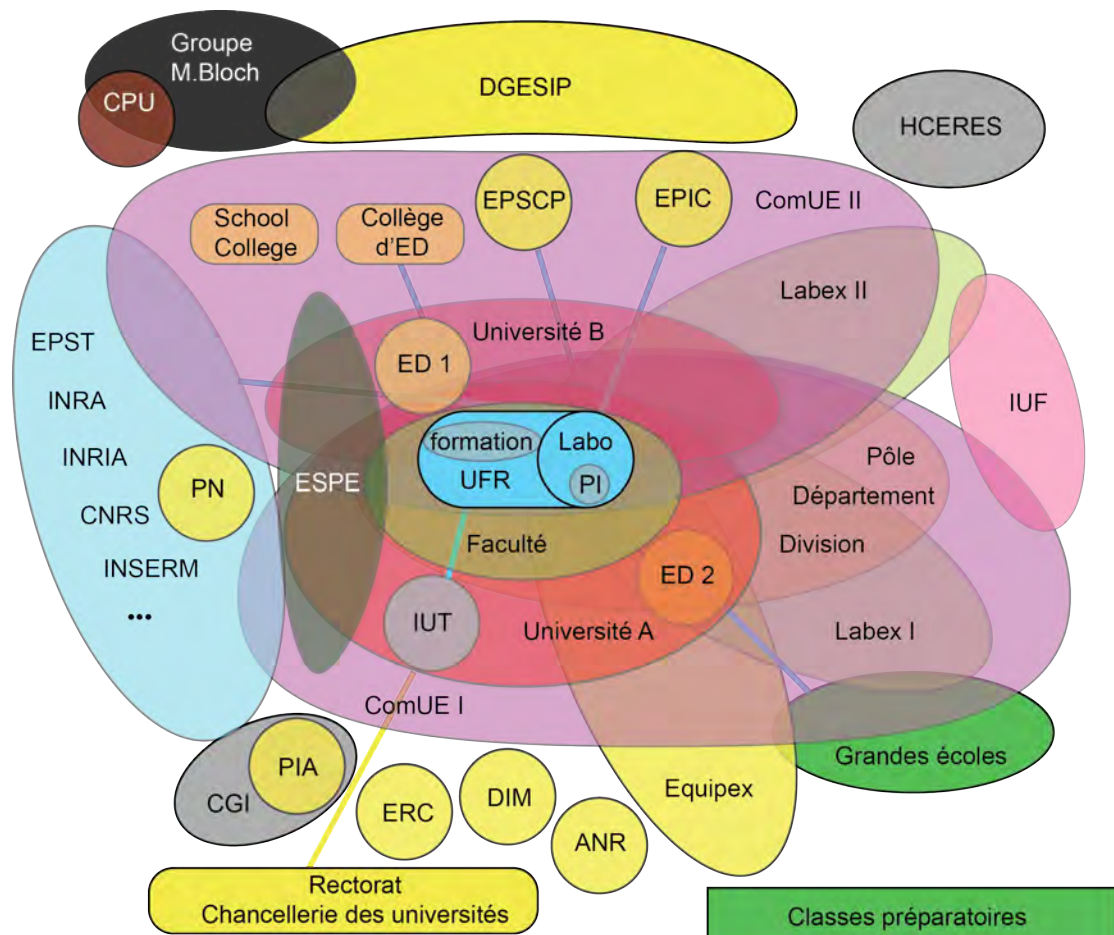 Groupe
M.Bloch
CPU
DGESIP
HCERES
School
College
Collège
d'ED
EPSCP
EPIC
ComUE II
Labex II
Université B
ED 1
EPST
INRA
INRIA
CNRS
INSERM
...
PN
ESPE
formation
UFR
Labo
PI
Faculté
IUF
Pôle
Département
Division
ED 2
IUT
Université A
Labex I
ComUE I
Grandes écoles
PIA
CGI
ERC
DIM
ANR
Equipex
Rectorat
Chancellerie des universités
Classes préparatoires